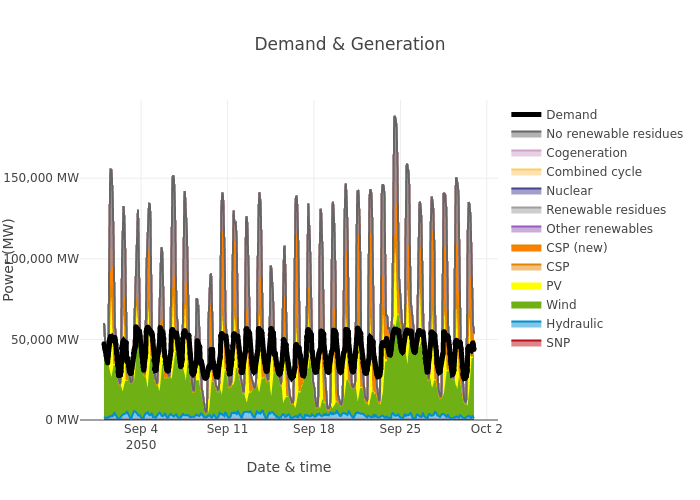 Demand & Generation
Power (MW)
150,000 MW
100,000 MW
50,000 MW
0 MW
Sep 4
2050
Sep 11
Sep 18
Sep 25
Oct 2
Date & time
Demand
No renewable residues
Cogeneration
Combined cycle
Nuclear
Renewable residues
Other renewables
CSP (new)
CSP
PV
Wind
Hydraulic
SNP